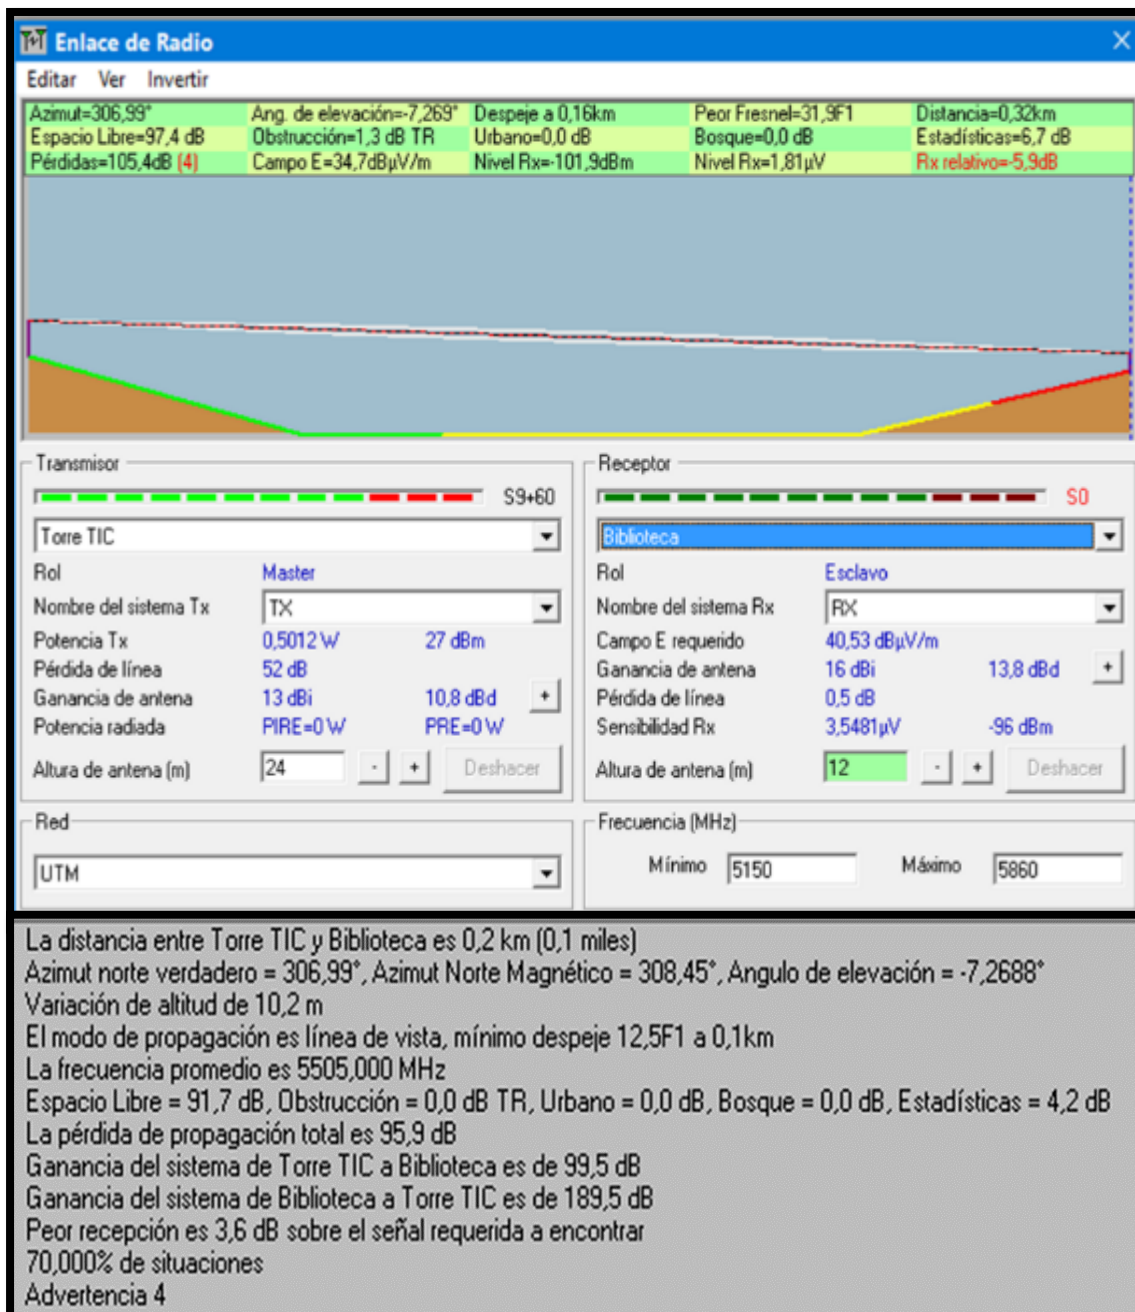 Enlace de Radio
Editar Ver Invertir
Azimut=306,99° Ang. de elevación=-7,269° Despeje a 0,16km Peor Fresnel=31,9F1 Distancia=0,32km
Espacio Libre=97,4 dB Obstrucción=1,3 dB TR Urbano=0,0 dB Bosque=0,0 dB Estadísticas=6,7 dB
Pérdidas=105,4dB (4) Campo E=34,7dBμV/m Nivel Rx=-101,9dBm Nivel Rx=1,81μV Rx relativo=-5,9dB
Transmisor
S9+60
Torre TIC
Rol Master
Nombre del sistema Tx TX
Potencia Tx 0,5012 W 27 dBm
Pérdida de línea 52 dB
Ganancia de antena 13 dBi 10,8 dBd +
Potencia radiada PIRE=0 W PRE=0 W
Altura de antena (m) 24 - + Deshacer
Receptor
S0
Biblioteca
Rol Esclavo
Nombre del sistema Rx RX
Campo E requerido 40,53 dBμV/m
Ganancia de antena 16 dBi 13,8 dBd +
Pérdida de línea 0,5 dB
Sensibilidad Rx 3,5481μV -96 dBm
Altura de antena (m) 12 - + Deshacer
Red
UTM
Frecuencia (MHz)
Mínimo 5150 Máximo 5860
La distancia entre Torre TIC y Biblioteca es 0,2 km (0,1 miles)
Azimut norte verdadero = 306,99°, Azimut Norte Magnético = 308,45°, Angulo de elevación = -7,2688°
Variación de altitud de 10,2 m
El modo de propagación es línea de vista, mínimo despeje 12,5F1 a 0,1km
La frecuencia promedio es 5505,000 MHz
Espacio Libre = 91,7 dB, Obstrucción = 0,0 dB TR, Urbano = 0,0 dB, Bosque = 0,0 dB, Estadísticas = 4,2 dB
La pérdida de propagación total es 95,9 dB
Ganancia del sistema de Torre TIC a Biblioteca es de 99,5 dB
Ganancia del sistema de Biblioteca a Torre TIC es de 189,5 dB
Peor recepción es 3,6 dB sobre el señal requerida a encontrar
70,000% de situaciones
Advertencia 4